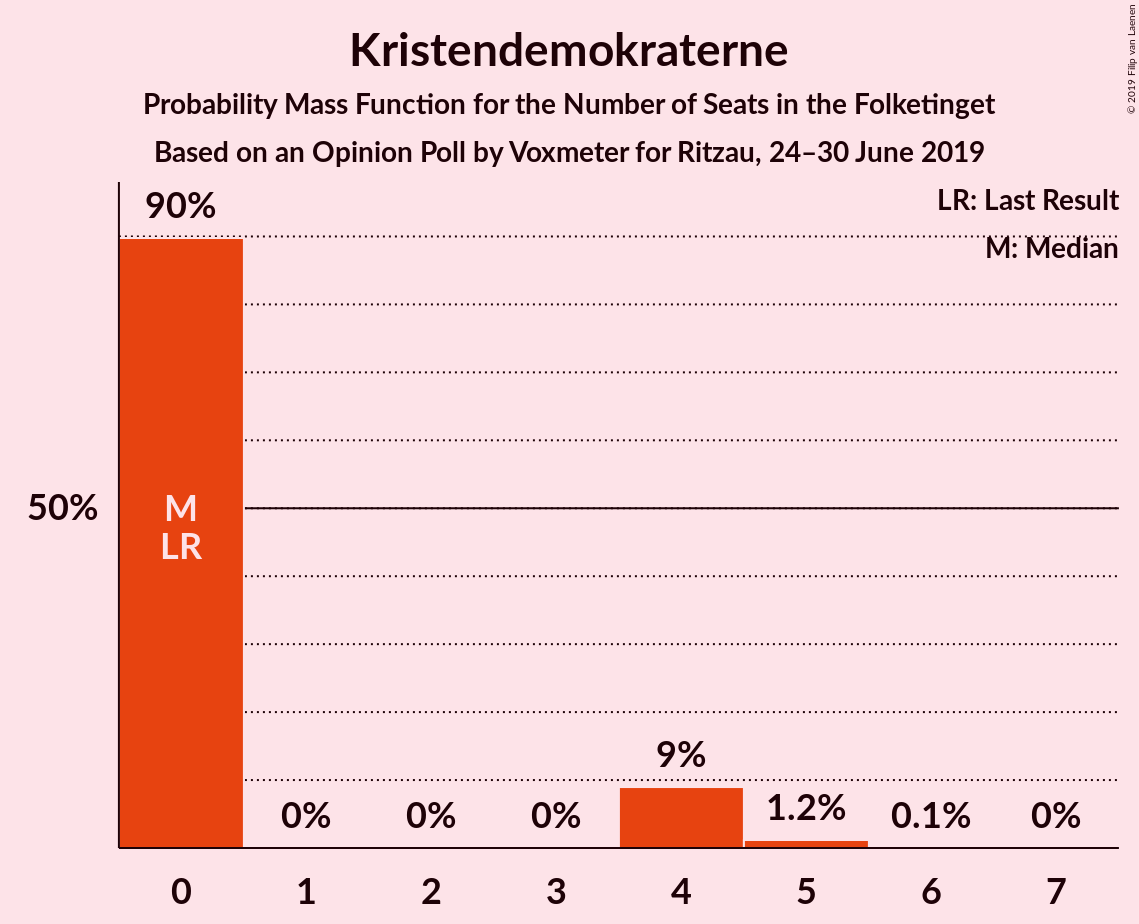 Kristendemokraterne
Probability Mass Function for the Number of Seats in the Folketinget
Based on an Opinion Poll by Voxmeter for Ritzau, 24–30 June 2019
© 2019 Filip van Laenen
LR: Last Result
M: Median
90%
50%
M
LR
0%
0%
0%
9%
1.2%
0.1%
0%
0
1
2
3
4
5
6
7